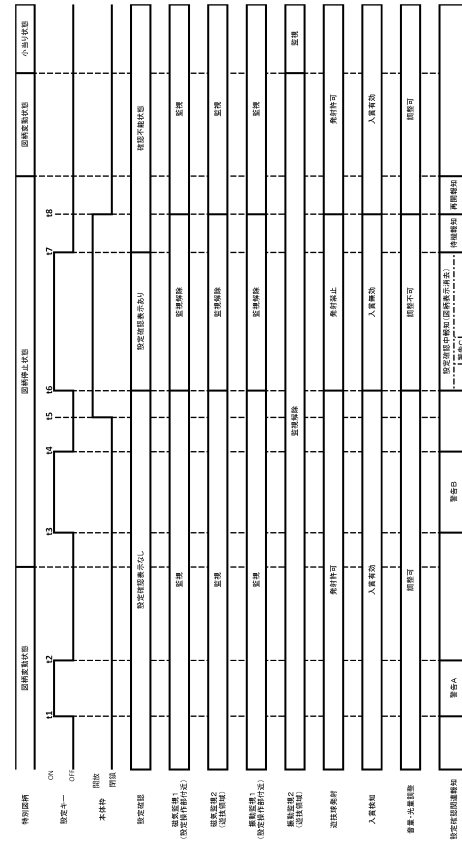 特別図柄
図柄変動状態
図柄停止状態
図柄変動状態
小当り状態
設定キー
ON
OFF
t1
t2
t3
t4
t5
t6
t7
t8
本体枠
開放
閉鎖
設定確認
設定確認表示なし
設定確認表示あり
確認不能状態
磁気監視1
(設定操作部付近)
監視
監視解除
監視
磁気監視2
(遊技領域)
監視
監視解除
監視
振動監視1
(設定操作部付近)
監視
監視解除
監視
振動監視2
(遊技領域)
監視解除
監視
遊技球発射
発射許可
発射禁止
発射許可
入賞検知
入賞有効
入賞無効
入賞有効
音量・光量調整
調整可
調整不可
調整可
設定確認関連報知
警告A
警告B
設定確認中報知(図柄表示消去)
待機報知
再開報知